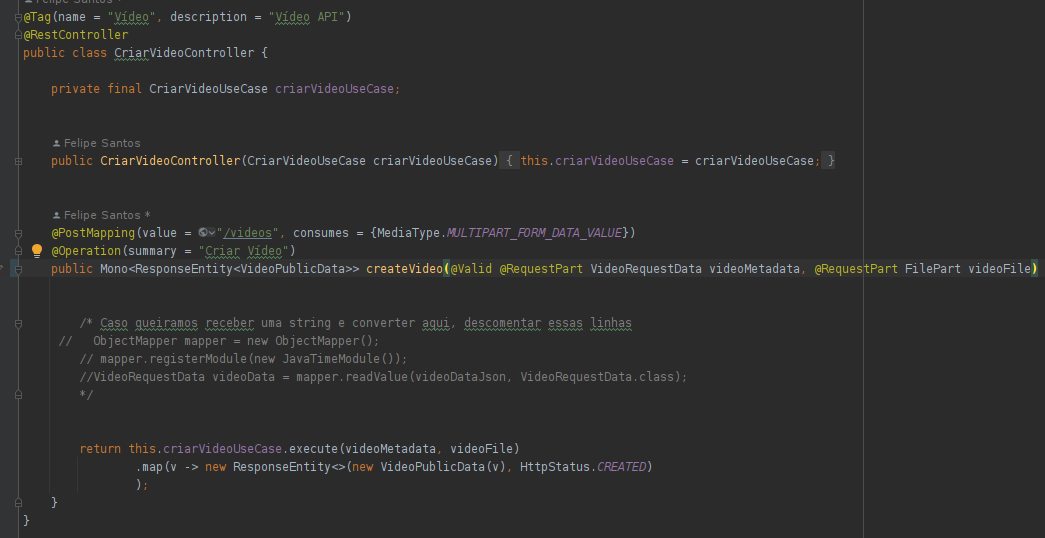 Felipe Santos *
@Tag(name = "Vídeo", description = "Vídeo API")
@RestController
public class CriarVideoController {
private final CriarVideoUseCase criarVideoUseCase;
Felipe Santos
public CriarVideoController(CriarVideoUseCase criarVideoUseCase) { this.criarVideoUseCase = criarVideoUseCase; }
Felipe Santos *
@PostMapping(value = "/videos", consumes = {MediaType.MULTIPART_FORM_DATA_VALUE})
@Operation(summary = "Criar Vídeo")
public Mono<ResponseEntity<VideoPublicData>> createVideo(@Valid @RequestPart VideoRequestData videoMetadata, @RequestPart FilePart videoFile)
/* Caso queiramos receber uma string e converter aqui, descomentar essas linhas
//   ObjectMapper mapper = new ObjectMapper();
// mapper.registerModule(new JavaTimeModule());
//VideoRequestData videoData = mapper.readValue(videoDataJson, VideoRequestData.class);
*/
return this.criarVideoUseCase.execute(videoMetadata, videoFile)
.map(v -> new ResponseEntity<>(new VideoPublicData(v), HttpStatus.CREATED)
);
}
}